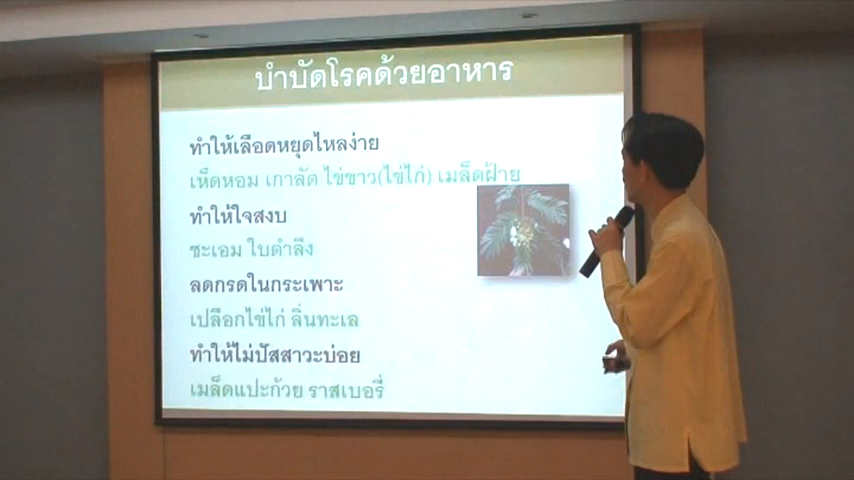 บำบัดโรคด้วยอาหาร
ทำให้เลือดหยุดไหลง่าย
เห็ดหอม เกาลัด ไข่ขาว(ไข่ไก่) เมล็ดฝ้าย
ทำให้ใจสงบ
ชะเอม ใบตำลึง
ลดกรดในกระเพาะ
เปลือกไข่ไก่ ลิ่นทะเล
ทำให้ไม่ปัสสาวะบ่อย
เมล็ดแปะก้วย ราสเบอรี่